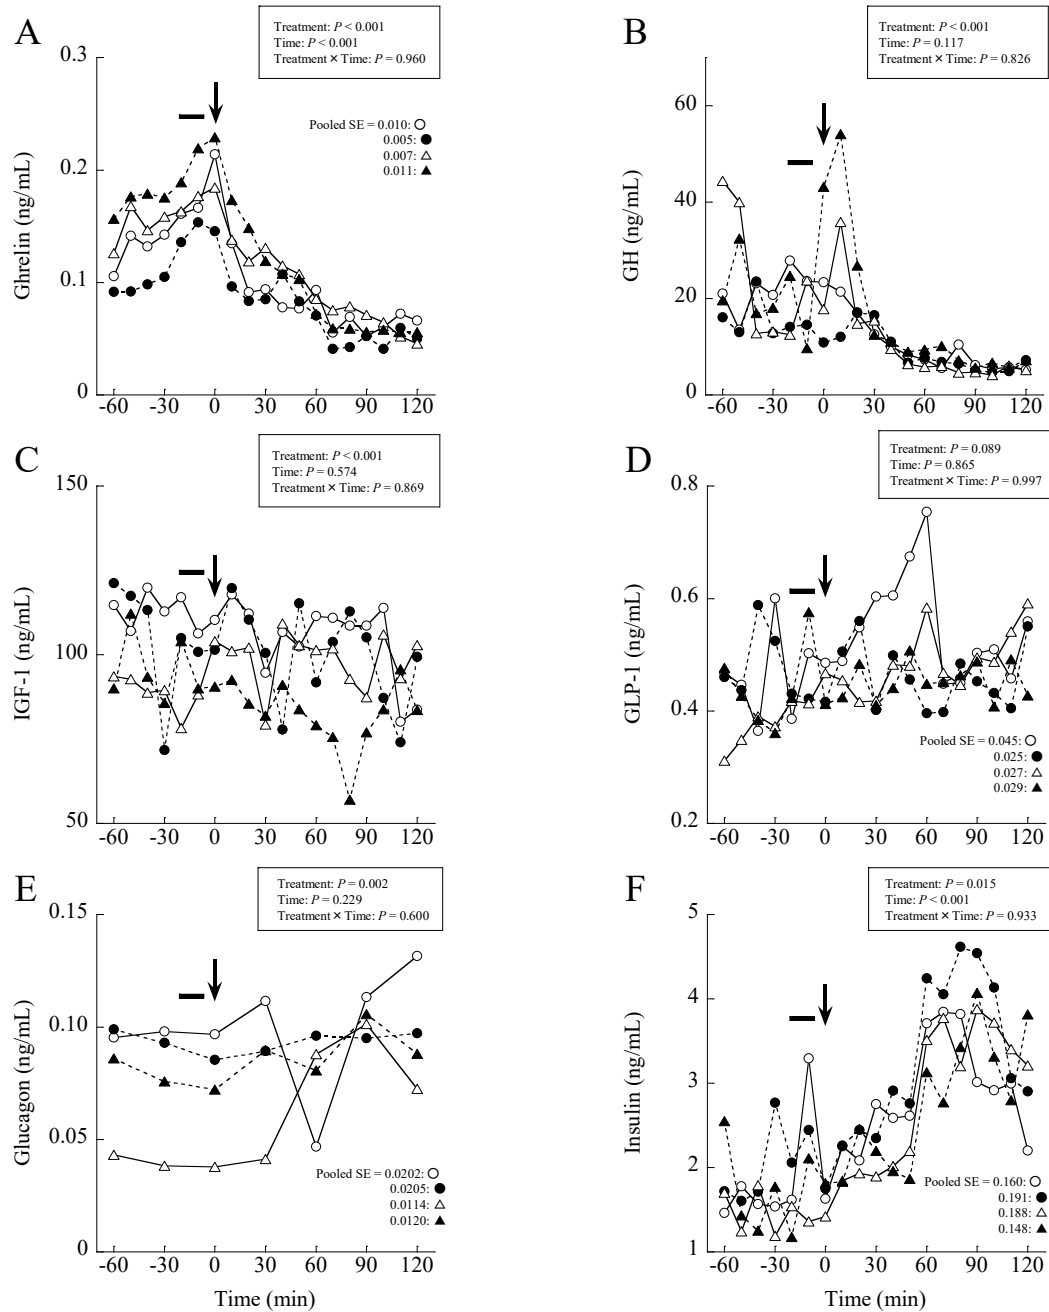 A
Treatment: P < 0.001
Time: P < 0.001
Treatment × Time: P = 0.960
0.3
0.2
0.1
0
Ghrelin (ng/mL)
Pooled SE = 0.010:
0.005:
0.007:
0.011:
-60 -30 0 30 60 90 120
B
Treatment: P < 0.001
Time: P = 0.117
Treatment × Time: P = 0.826
60
40
20
0
GH (ng/mL)
-60 -30 0 30 60 90 120
C
Treatment: P < 0.001
Time: P = 0.574
Treatment × Time: P = 0.869
150
100
50
IGF-1 (ng/mL)
-60 -30 0 30 60 90 120
D
Treatment: P = 0.089
Time: P = 0.865
Treatment × Time: P = 0.997
0.8
0.6
0.4
0.2
GLP-1 (ng/mL)
Pooled SE = 0.045:
0.025:
0.027:
0.029:
-60 -30 0 30 60 90 120
E
Treatment: P = 0.002
Time: P = 0.229
Treatment × Time: P = 0.600
0.15
0.10
0.05
0
Glucagon (ng/mL)
Pooled SE = 0.0202:
0.0205:
0.0114:
0.0120:
-60 -30 0 30 60 90 120
Time (min)
F
Treatment: P = 0.015
Time: P < 0.001
Treatment × Time: P = 0.933
5
4
3
2
1
Insulin (ng/mL)
Pooled SE = 0.160:
0.191:
0.188:
0.148:
-60 -30 0 30 60 90 120
Time (min)